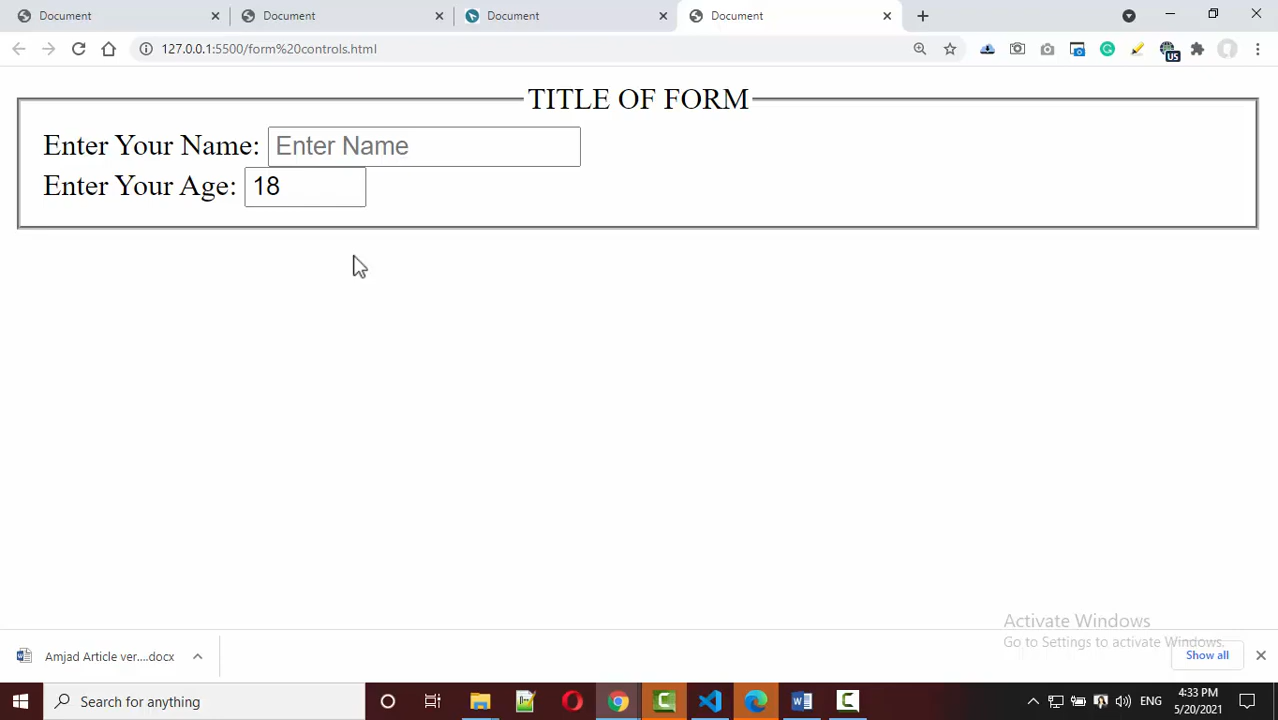 Document
Document
Document
Document
127.0.0.1:5500/form%20controls.html
US
TITLE OF FORM
Enter Your Name: Enter Name
Enter Your Age: 18
Activate Windows
Go to Settings to activate Windows.
Amjad Article ver....docx
Show all
Search for anything
ENG
4:33 PM
5/20/2021